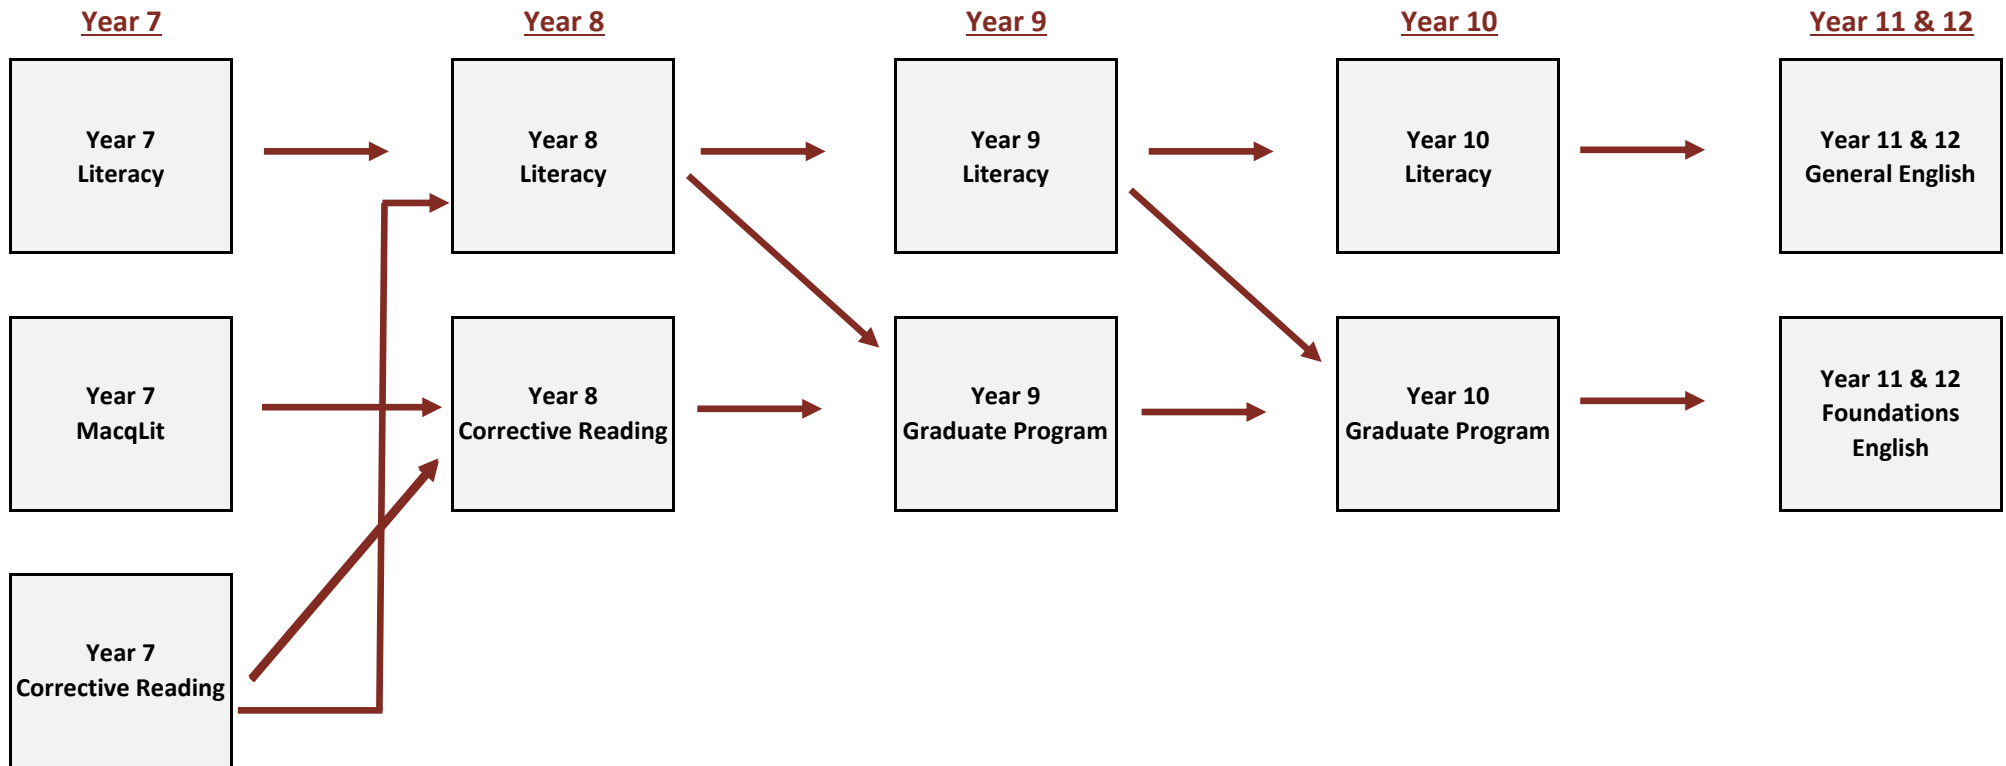 Year 7
Year 8
Year 9
Year 10
Year 11 & 12
Year 7
Literacy
Year 8
Literacy
Year 9
Literacy
Year 10
Literacy
Year 11 & 12
General English
Year 7
MacqLit
Year 8
Corrective Reading
Year 9
Graduate Program
Year 10
Graduate Program
Year 11 & 12
Foundations
English
Year 7
Corrective Reading